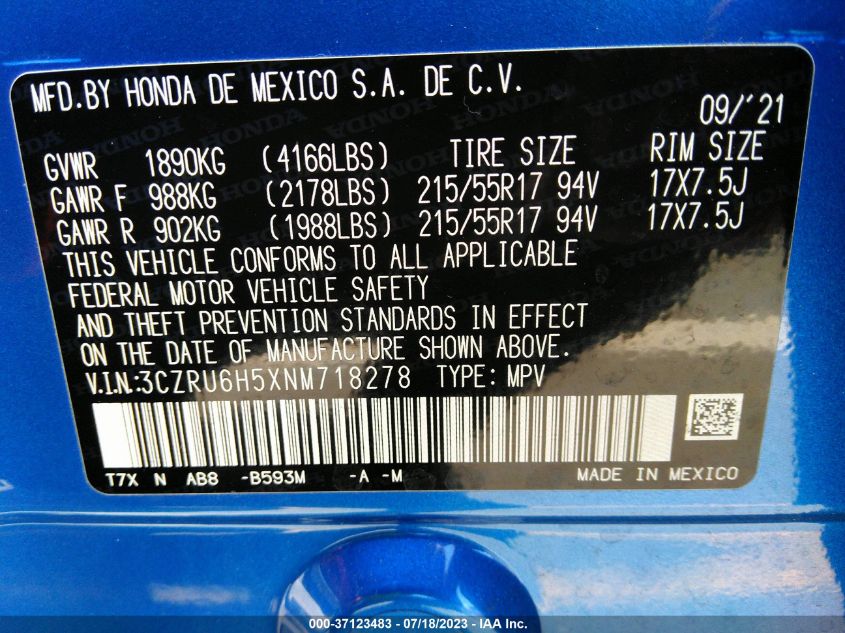 MFD.BY HONDA DE MEXICO S.A. DE C.V.
09/'21
GVWR 1890KG (4166LBS) TIRE SIZE RIM SIZE
GAWR F 988KG (2178LBS) 215/55R17 94V 17X7.5J
GAWR R 902KG (1988LBS) 215/55R17 94V 17X7.5J
THIS VEHICLE CONFORMS TO ALL APPLICABLE
FEDERAL MOTOR VEHICLE SAFETY
AND THEFT PREVENTION STANDARDS IN EFFECT
ON THE DATE OF MANUFACTURE SHOWN ABOVE.
V.I.N:3CZRU6H5XNM718278 TYPE: MPV
T7X N AB8 -B593M -A -M MADE IN MEXICO
000-37123483 - 07/18/2023 - IAA Inc.